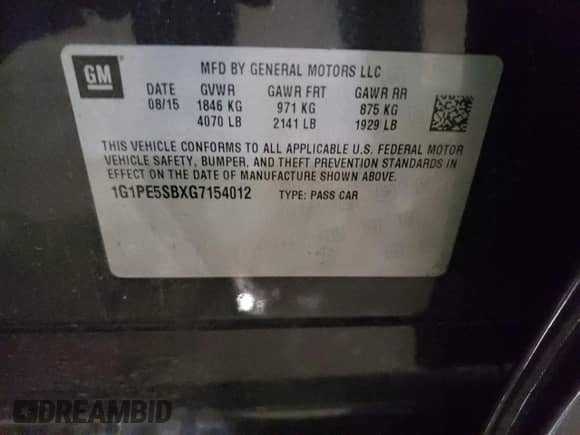 GM
MFD BY GENERAL MOTORS LLC
DATE GVWR GAWR FRT GAWR RR
08/15 1846 KG 971 KG 875 KG
4070 LB 2141 LB 1929 LB
THIS VEHICLE CONFORMS TO ALL APPLICABLE U.S. FEDERAL MOTOR
VEHICLE SAFETY, BUMPER, AND THEFT PREVENTION STANDARDS IN
EFFECT ON THE DATE OF MANUFACTURE SHOWN ABOVE.
1G1PE5SBXG7154012 TYPE: PASS CAR
DREAMBID